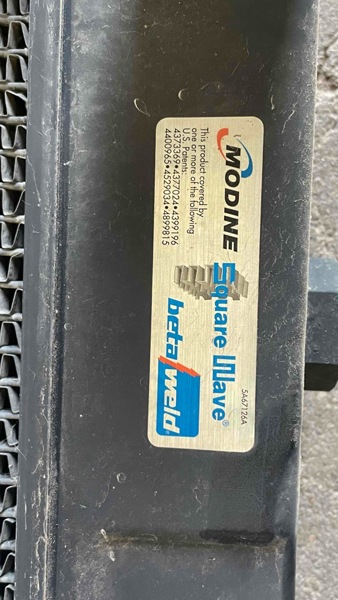 MODINE
This product covered by
one or more of the following
U.S. Patents:
4373369•4377024•4399196
4400965•4529034•4899815
Square Wave®
beta weld
5A67126A